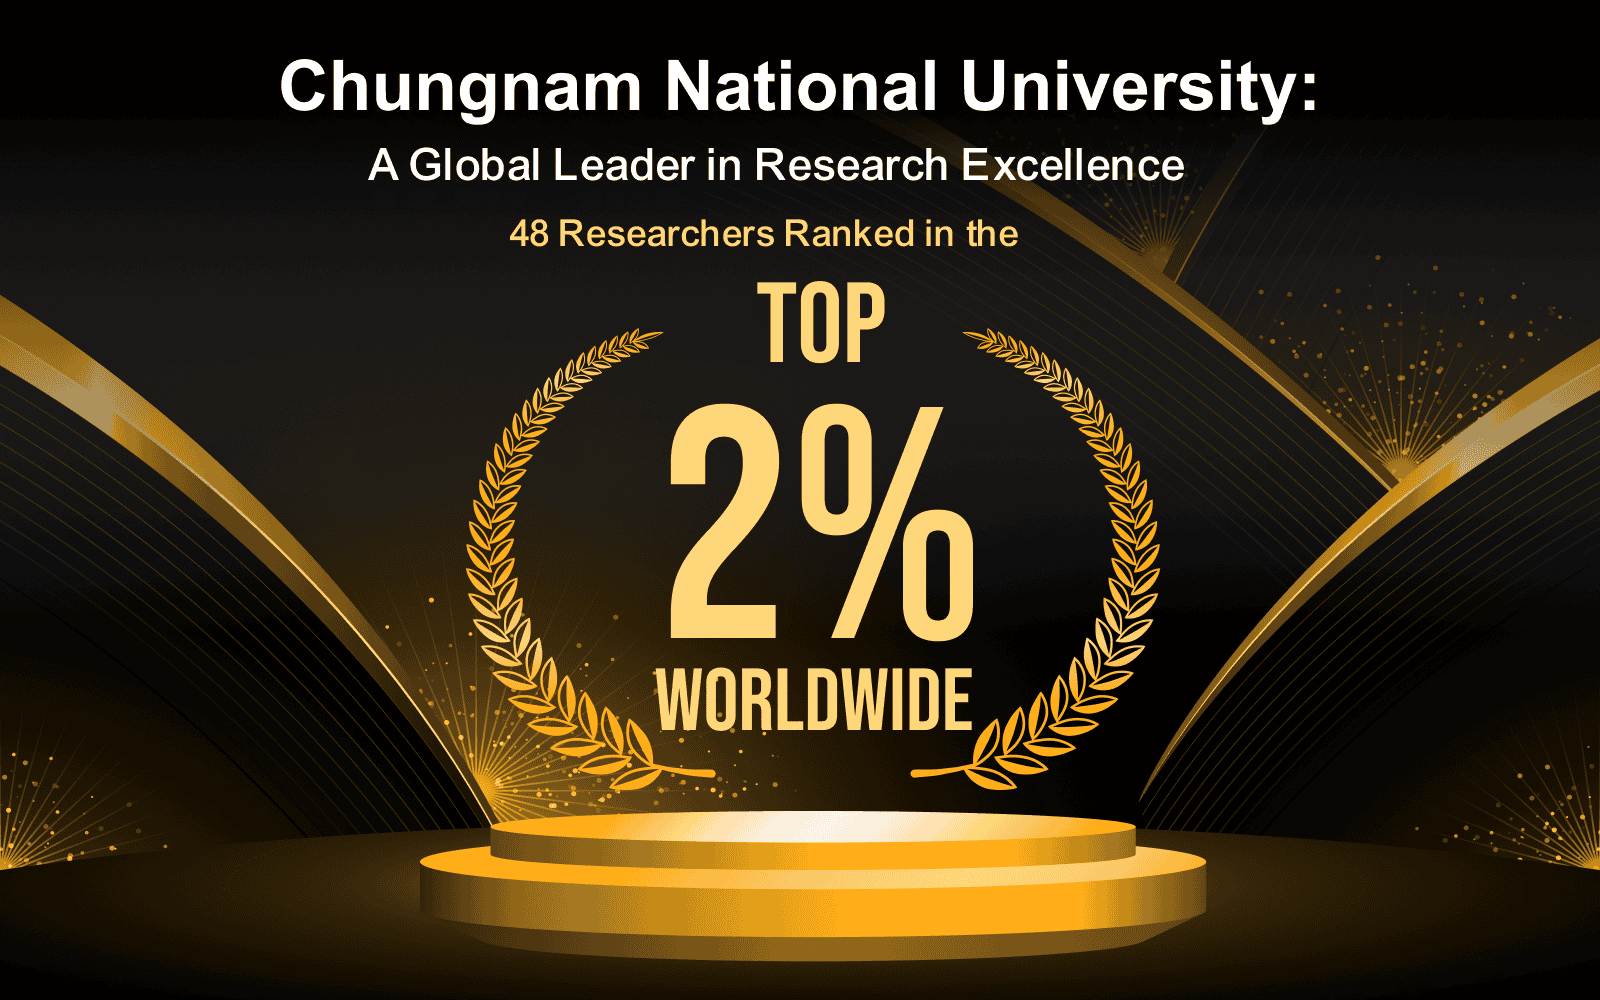 Chungnam National University:
A Global Leader in Research Excellence
48 Researchers Ranked in the
TOP
2%
WORLDWIDE